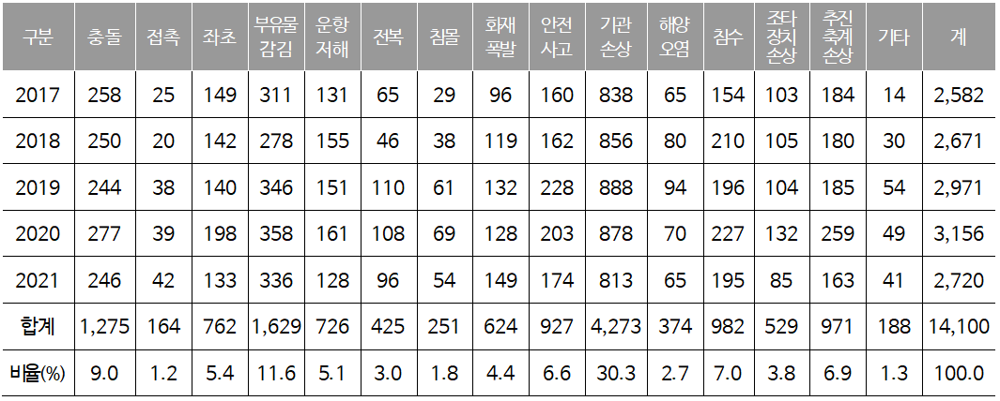 구분 충돌 접촉 좌초 부유물 감김 운항 저해 전복 침몰 화재 폭발 안전 사고 기관 손상 해양 오염 침수 조타 장치 손상 추진 축계 손상 기타 계
2017 258 25 149 311 131 65 29 96 160 838 65 154 103 184 14 2,582
2018 250 20 142 278 155 46 38 119 162 856 80 210 105 180 30 2,671
2019 244 38 140 346 151 110 61 132 228 888 94 196 104 185 54 2,971
2020 277 39 198 358 161 108 69 128 203 878 70 227 132 259 49 3,156
2021 246 42 133 336 128 96 54 149 174 813 65 195 85 163 41 2,720
합계 1,275 164 762 1,629 726 425 251 624 927 4,273 374 982 529 971 188 14,100
비율(%) 9.0 1.2 5.4 11.6 5.1 3.0 1.8 4.4 6.6 30.3 2.7 7.0 3.8 6.9 1.3 100.0